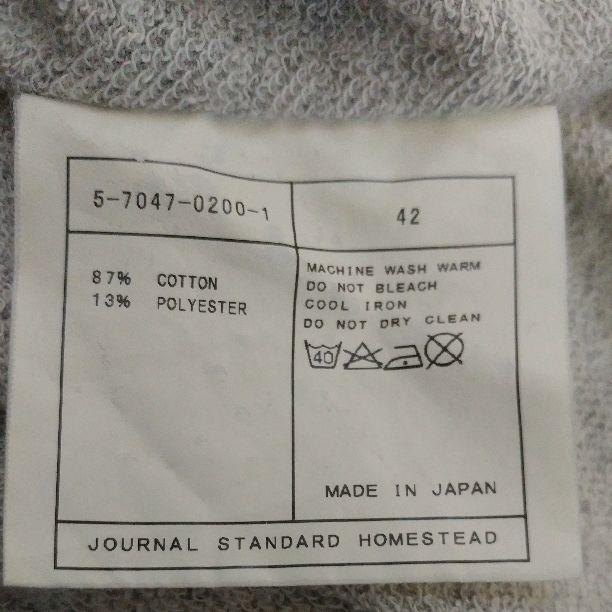 5-7047-0200-1
42
87% COTTON
13% POLYESTER
MACHINE WASH WARM
DO NOT BLEACH
COOL IRON
DO NOT DRY CLEAN
40
MADE IN JAPAN
JOURNAL STANDARD HOMESTEAD